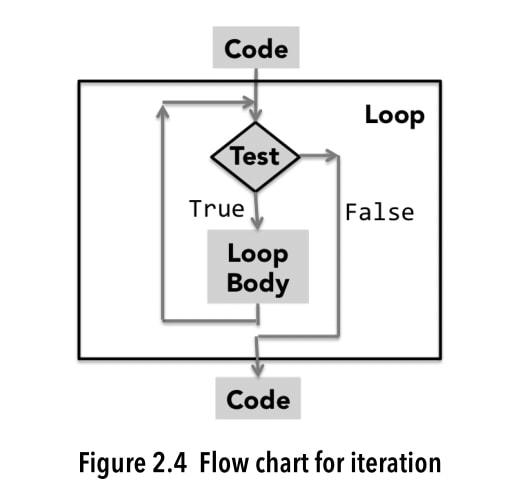 Code
Loop
Test
True
False
Loop
Body
Code
Figure 2.4 Flow chart for iteration